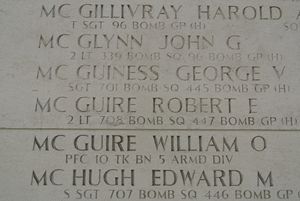 MC GILLIVRAY HAROLD
T SGT 96 BOMB GP (H)
MC GLYNN JOHN G
2 LT 339 BOMB SQ 96 BOMB GP (H)
MC GUINESS GEORGE V
SGT 701 BOMB SQ 445 BOMB GP (H)
MC GUIRE ROBERT E
2 LT 708 BOMB SQ 447 BOMB GP (H)
MC GUIRE WILLIAM O
PFC 10 TK BN 5 ARMD DIV
MC HUGH EDWARD M
S SGT 707 BOMB SQ 446 BOMB GP (H)